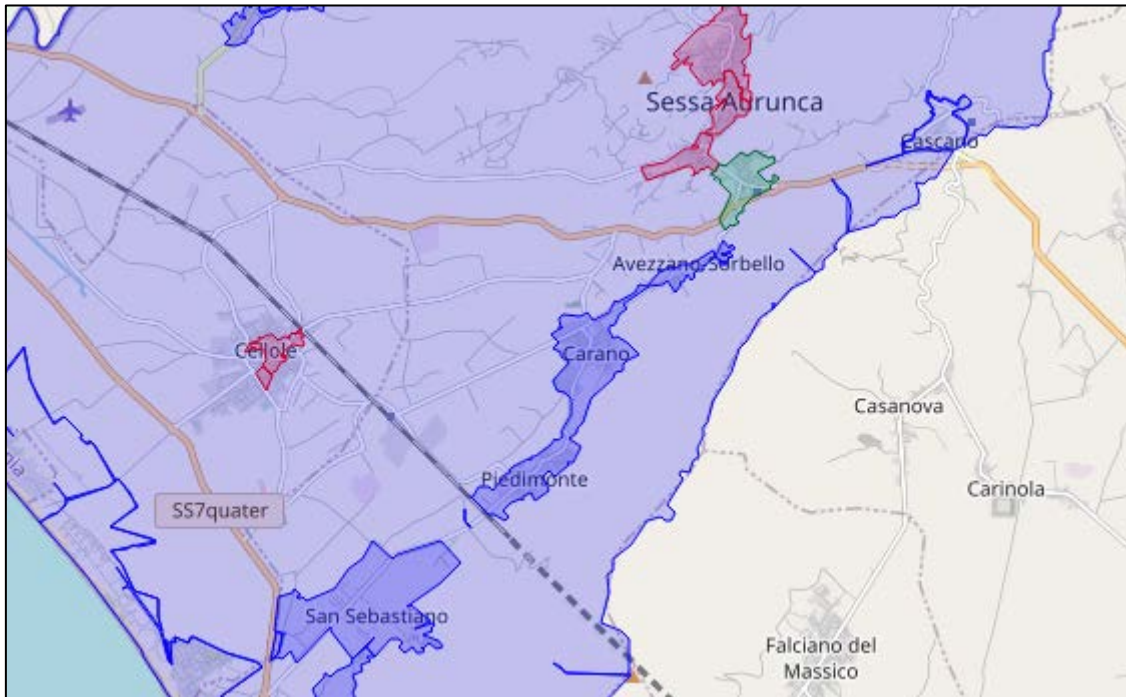 Sessa Aurunca
Cascano
Avezzano-Sorbello
Cellole
Carano
Casanova
Piedimonte
Carinola
SS7quater
San Sebastiano
Falciano del
Massico